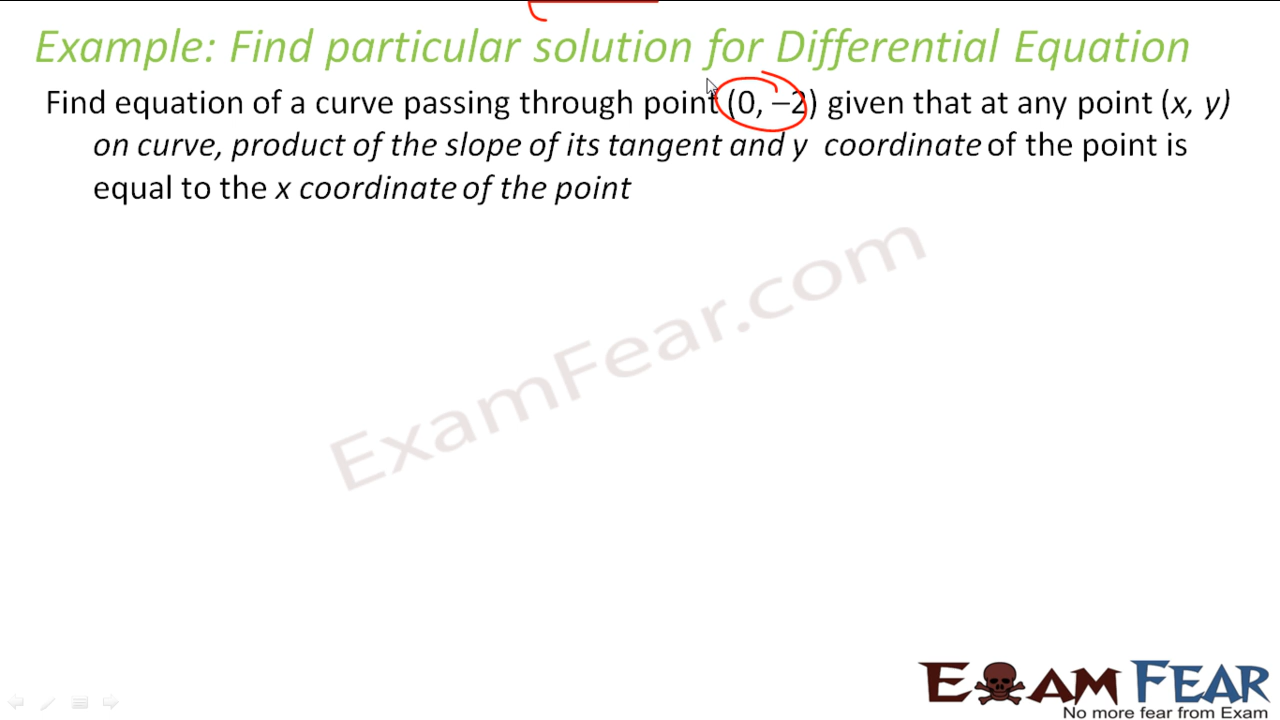 Example: Find particular solution for Differential Equation
Find equation of a curve passing through point (0, –2) given that at any point (x, y)
on curve, product of the slope of its tangent and y coordinate of the point is
equal to the x coordinate of the point
ExamFear.com
EXAM FEAR
No more fear from Exam